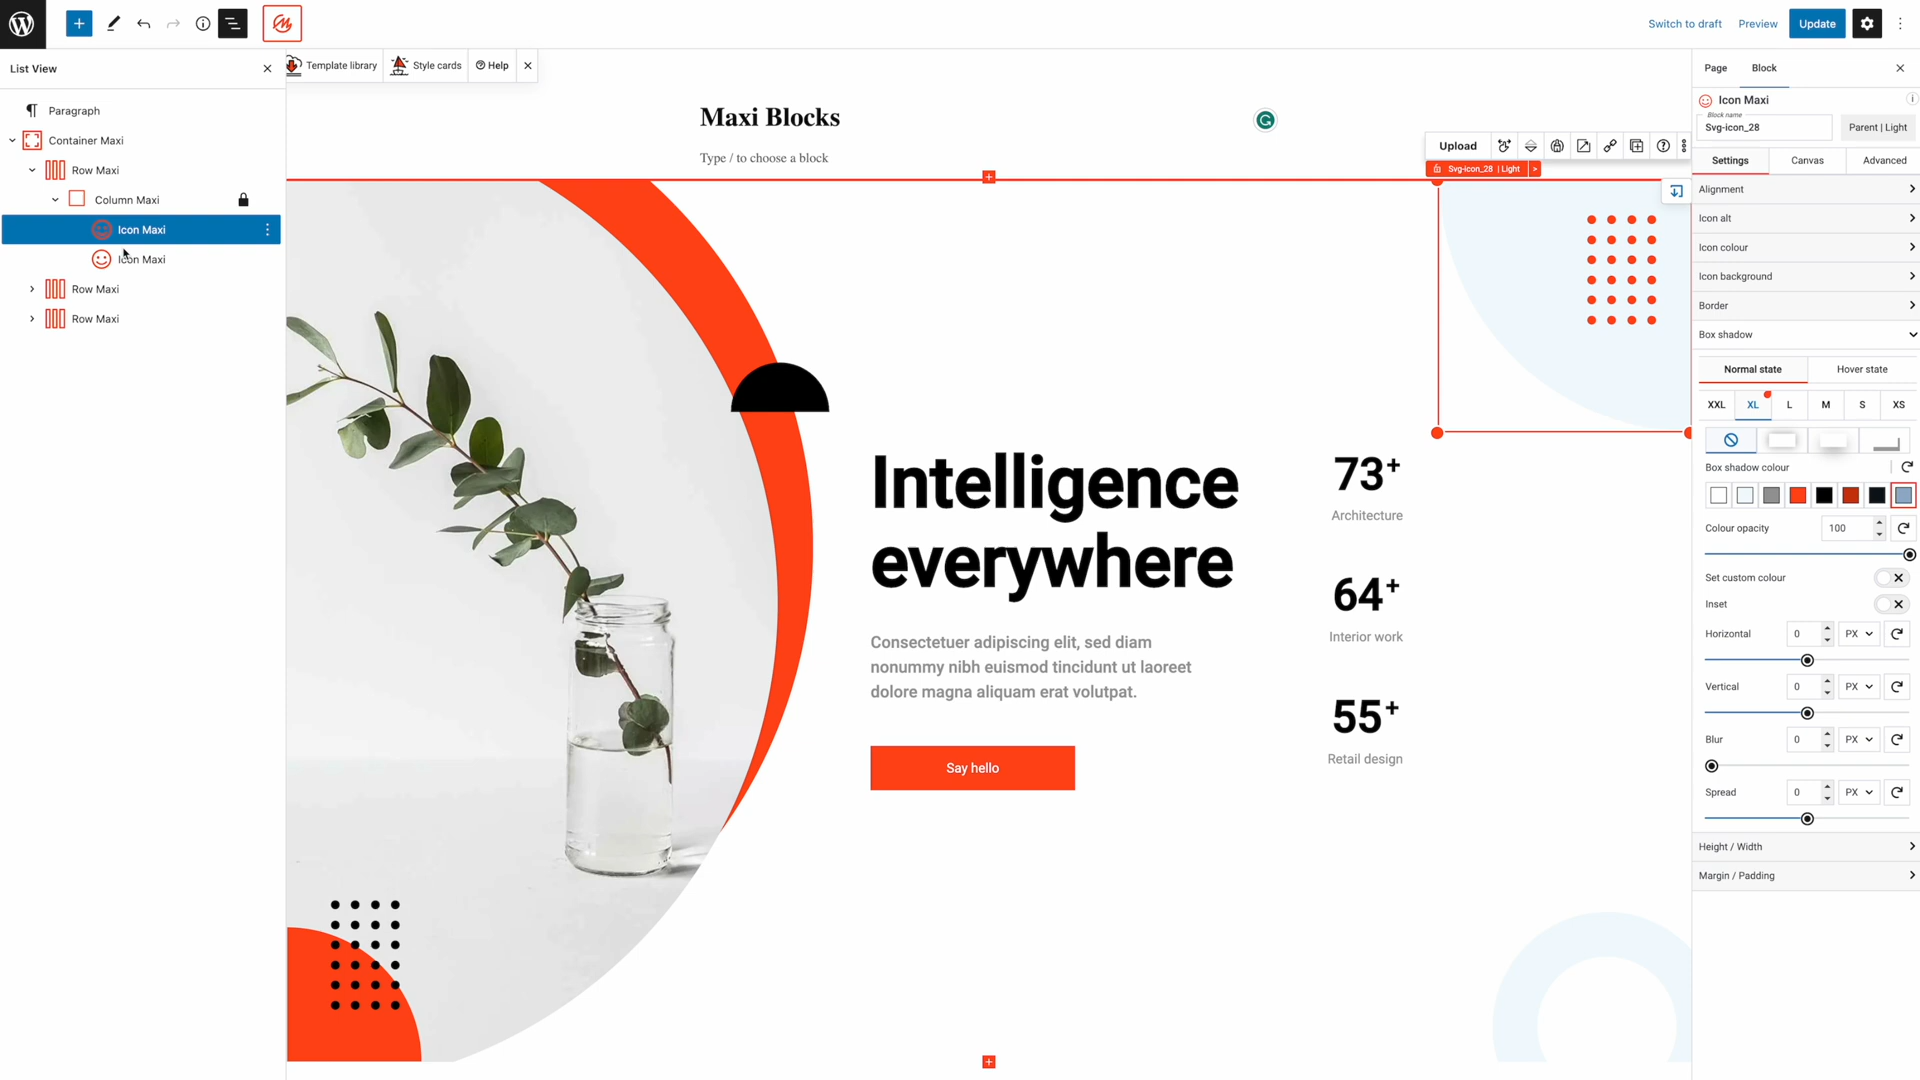 Switch to draft
Preview
Update
List View
Template library
Style cards
Help
Page
Block
Paragraph
Container Maxi
Row Maxi
Column Maxi
Icon Maxi
Icon Maxi
Row Maxi
Row Maxi
Maxi Blocks
Type / to choose a block
Upload
Svg-icon_28 | Light >
Intelligence
everywhere
Consectetuer adipiscing elit, sed diam
nonummy nibh euismod tincidunt ut laoreet
dolore magna aliquam erat volutpat.
Say hello
73+
Architecture
64+
Interior work
55+
Retail design
Icon Maxi
Block name
Svg-icon_28
Parent | Light
Settings
Canvas
Advanced
Alignment
Icon alt
Icon colour
Icon background
Border
Box shadow
Normal state
Hover state
XXL XL L M S XS
Box shadow colour
Colour opacity 100
Set custom colour
Inset
Horizontal 0 PX
Vertical 0 PX
Blur 0 PX
Spread 0 PX
Height / Width
Margin / Padding